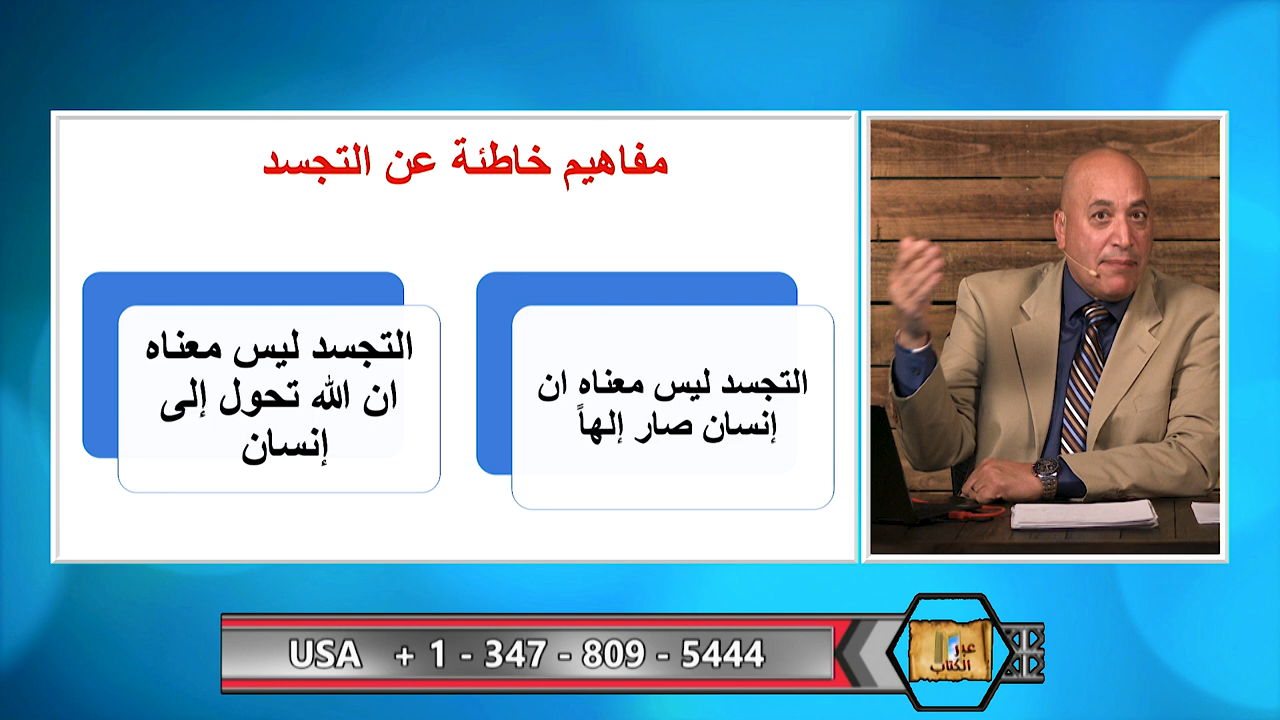 مفاهيم خاطئة عن التجسد
التجسد ليس معناه ان
إنسان صار إلهاً
التجسد ليس معناه
ان الله تحول إلى
إنسان
USA + 1 - 347 - 809 - 5444
عبر
الكتاب